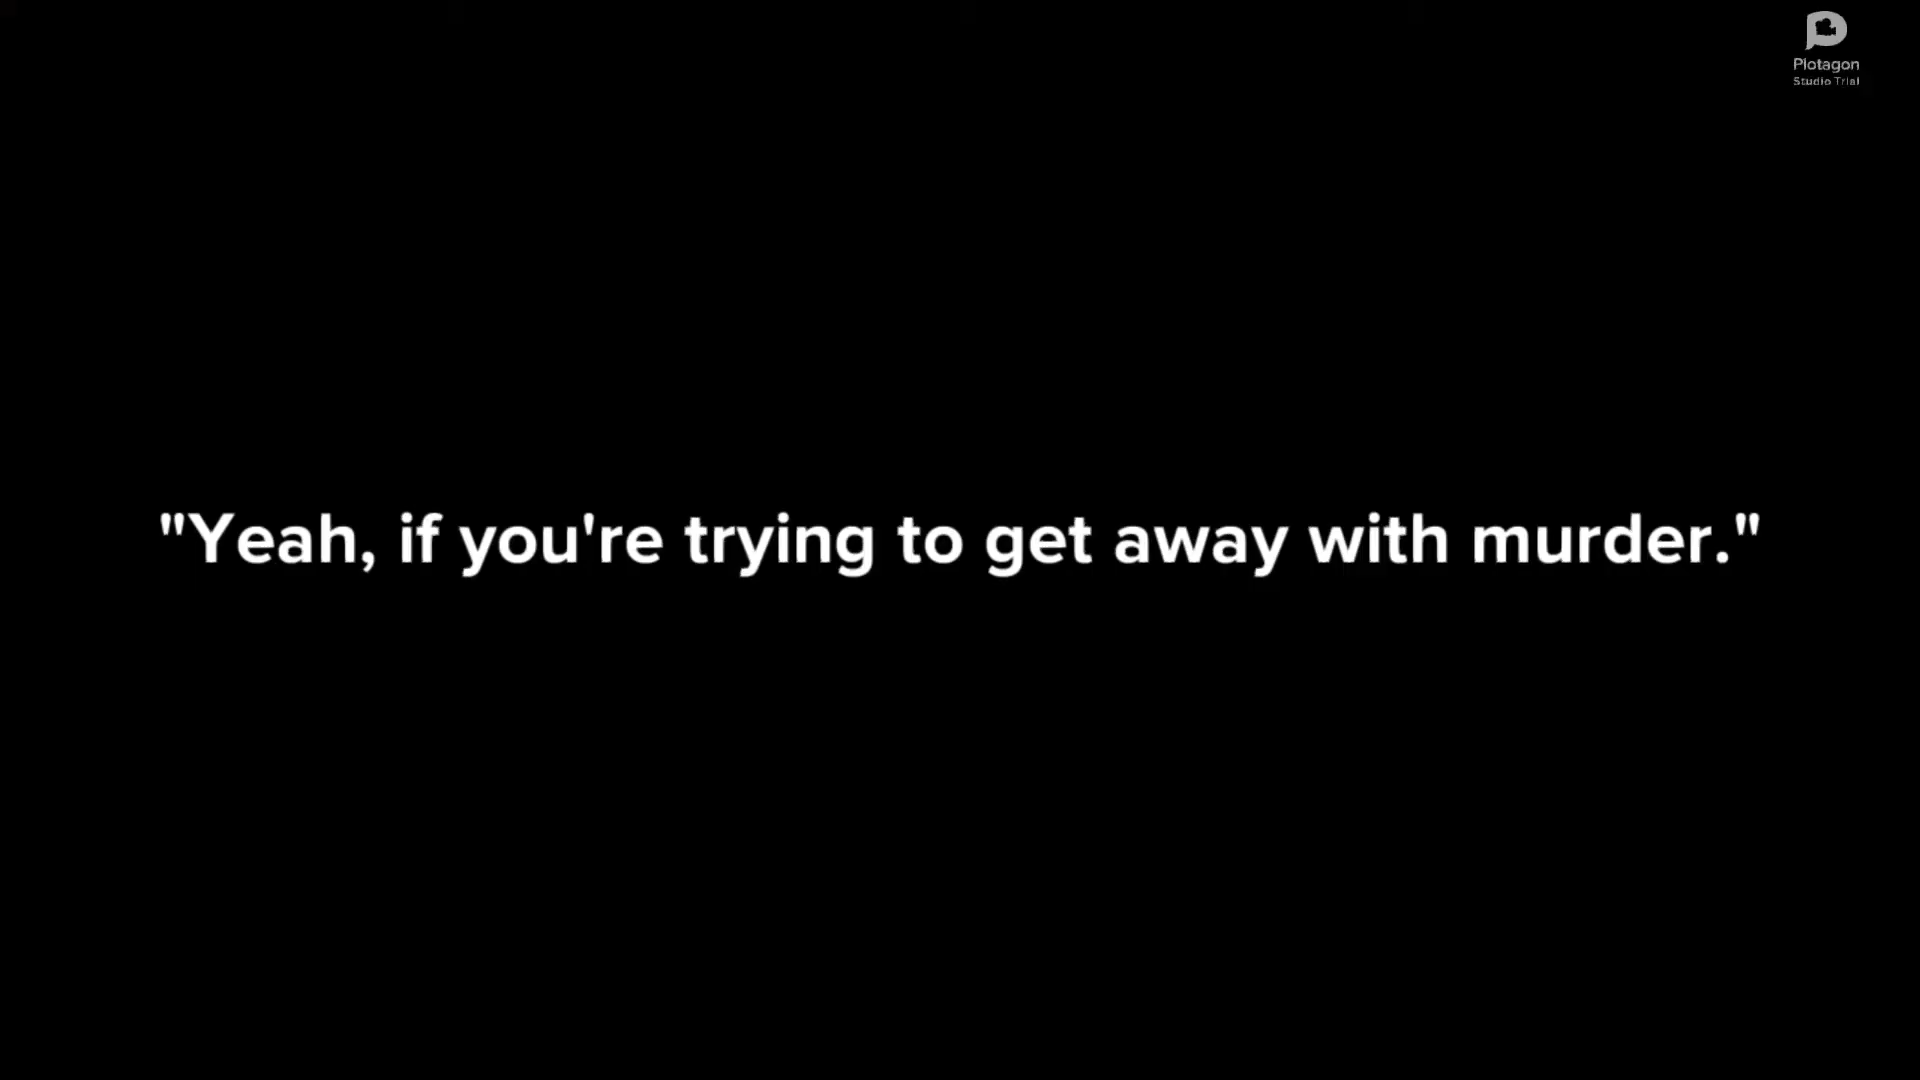 Plotagon
Studio Trial
"Yeah, if you're trying to get away with murder."